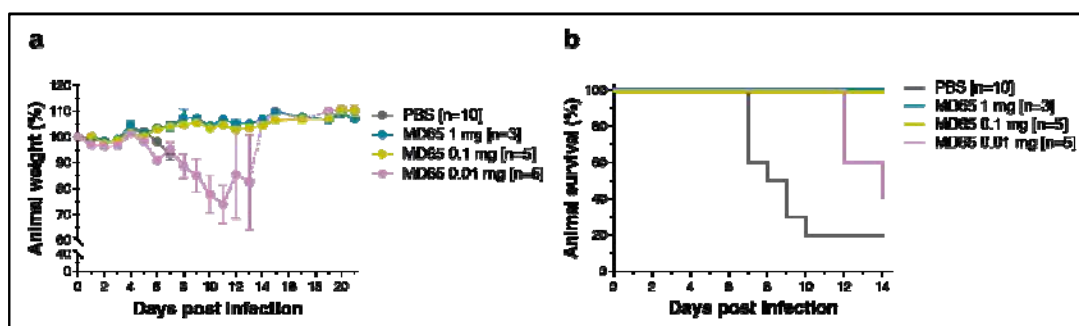 a
Animal weight (%)
120
110
100
90
80
70
60
40
0
0 2 4 6 8 10 12 14 16 18 20
Days post infection
PBS [n=10]
MD65 1 mg [n=3]
MD65 0.1 mg [n=5]
MD65 0.01 mg [n=5]
b
Animal survival (%)
100
80
60
40
20
0
0 2 4 6 8 10 12 14
Days post infection
PBS [n=10]
MD65 1 mg [n=3]
MD65 0.1 mg [n=5]
MD65 0.01 mg [n=5]